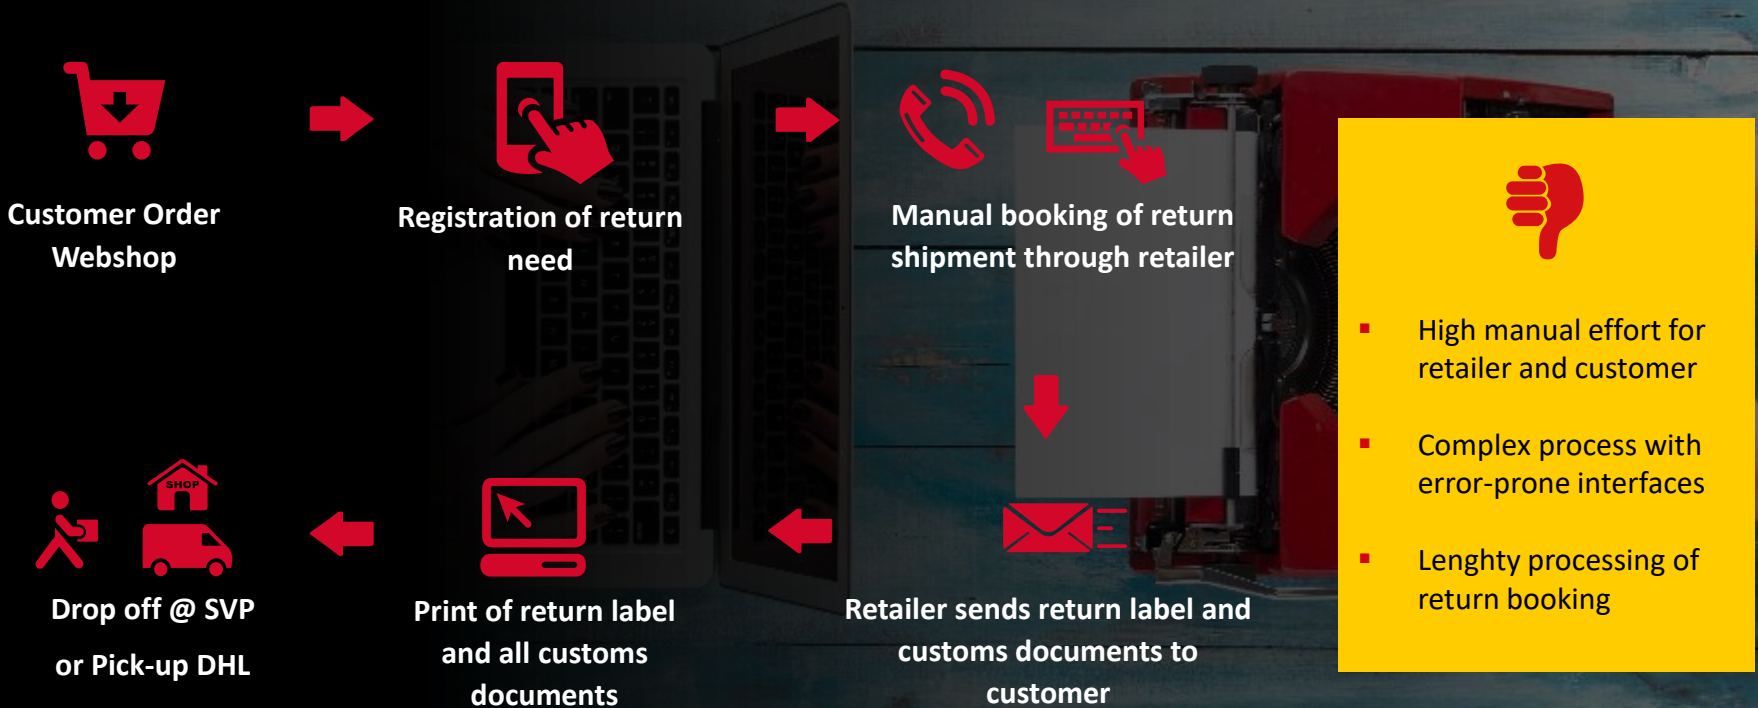 Customer Order
Webshop
Registration of return
need
Manual booking of return
shipment through retailer
SHOP
Drop off @ SVP
or Pick-up DHL
Print of return label
and all customs
documents
Retailer sends return label and
customs documents to
customer
High manual effort for
retailer and customer
Complex process with
error-prone interfaces
Lenghty processing of
return booking